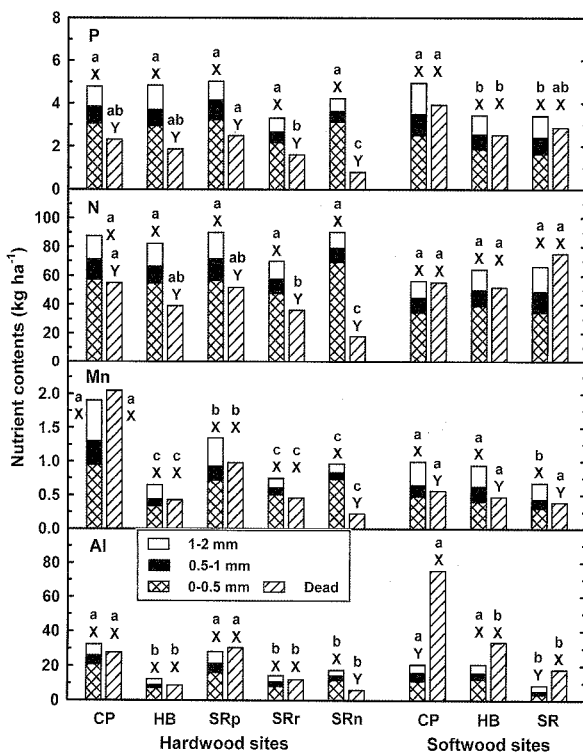 Nutrient contents (kg ha⁻¹)
8
6
4
2
0
P
a
X
ab
Y
a
X
ab
Y
a
X
a
Y
a
X
b
Y
a
X
c
Y
a a
X X
b b
X X
b ab
X X
100
80
60
40
20
0
N
a
X
a
Y
a
X
ab
Y
a
X
ab
Y
a
X
b
Y
a
X
c
Y
a a
X X
a a
X X
a a
X X
2.0
1.5
1.0
0.5
0.0
Mn
a
X
a
X
c c
X X
b b
X X
c c
X X
c
X
c
Y
a
X
a
Y
a
X
a
Y
b
X
a
Y
80
60
40
20
0
Al
1-2 mm
0.5-1 mm
0-0.5 mm Dead
a a
X X
b b
X X
a a
X X
b b
X X
b
X
b
Y
a
Y
a
X
a b
X X
b
Y
b
X
CP HB SRp SRr SRn CP HB SR
Hardwood sites Softwood sites